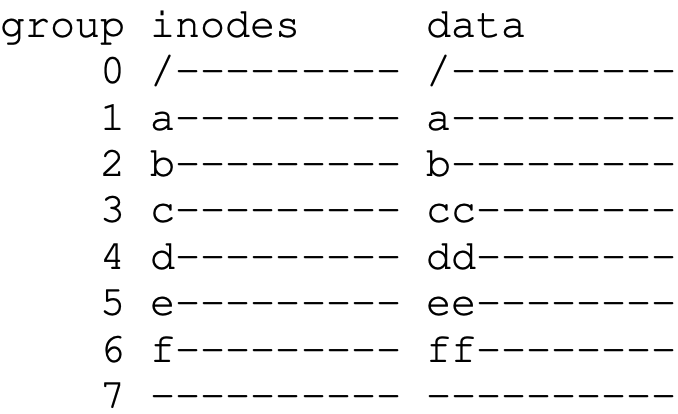 group inodes     data
    0 /--------- /---------
    1 a--------- a---------
    2 b--------- b---------
    3 c--------- cc--------
    4 d--------- dd--------
    5 e--------- ee--------
    6 f--------- ff--------
    7 ---------- ----------